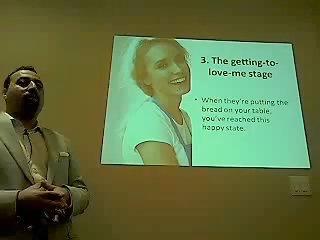 3. The getting-to-
love-me stage
• When they're putting the
bread on your table,
you've reached this
happy state.